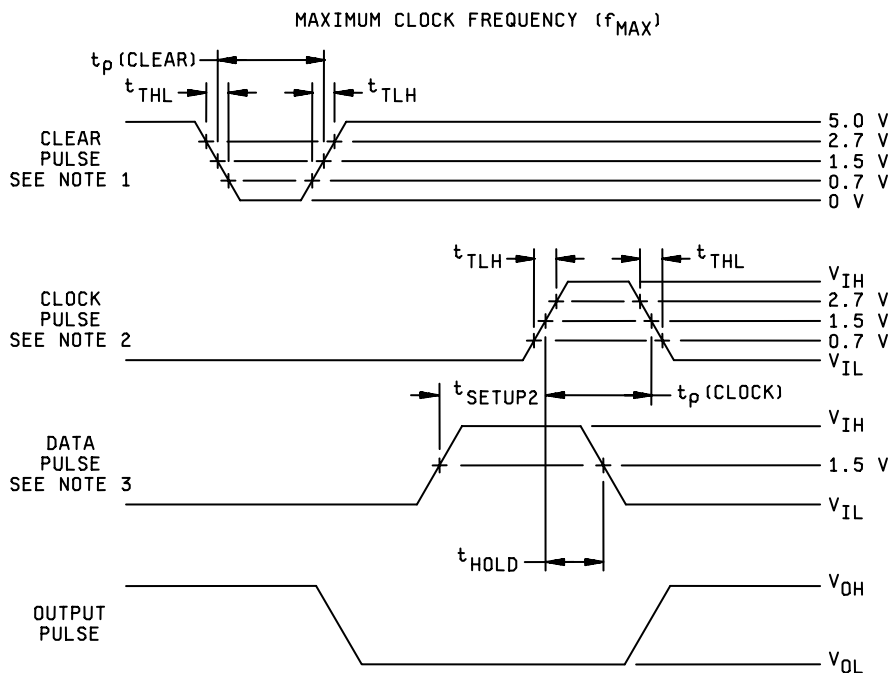 MAXIMUM CLOCK FREQUENCY (fMAX)
tp(CLEAR)
tTHL
tTLH
CLEAR
PULSE
SEE NOTE 1
5.0 V
2.7 V
1.5 V
0.7 V
0 V
tTLH
tTHL
CLOCK
PULSE
SEE NOTE 2
VIH
2.7 V
1.5 V
0.7 V
VIL
tSETUP2
tp(CLOCK)
DATA
PULSE
SEE NOTE 3
VIH
1.5 V
VIL
tHOLD
OUTPUT
PULSE
VOH
VOL